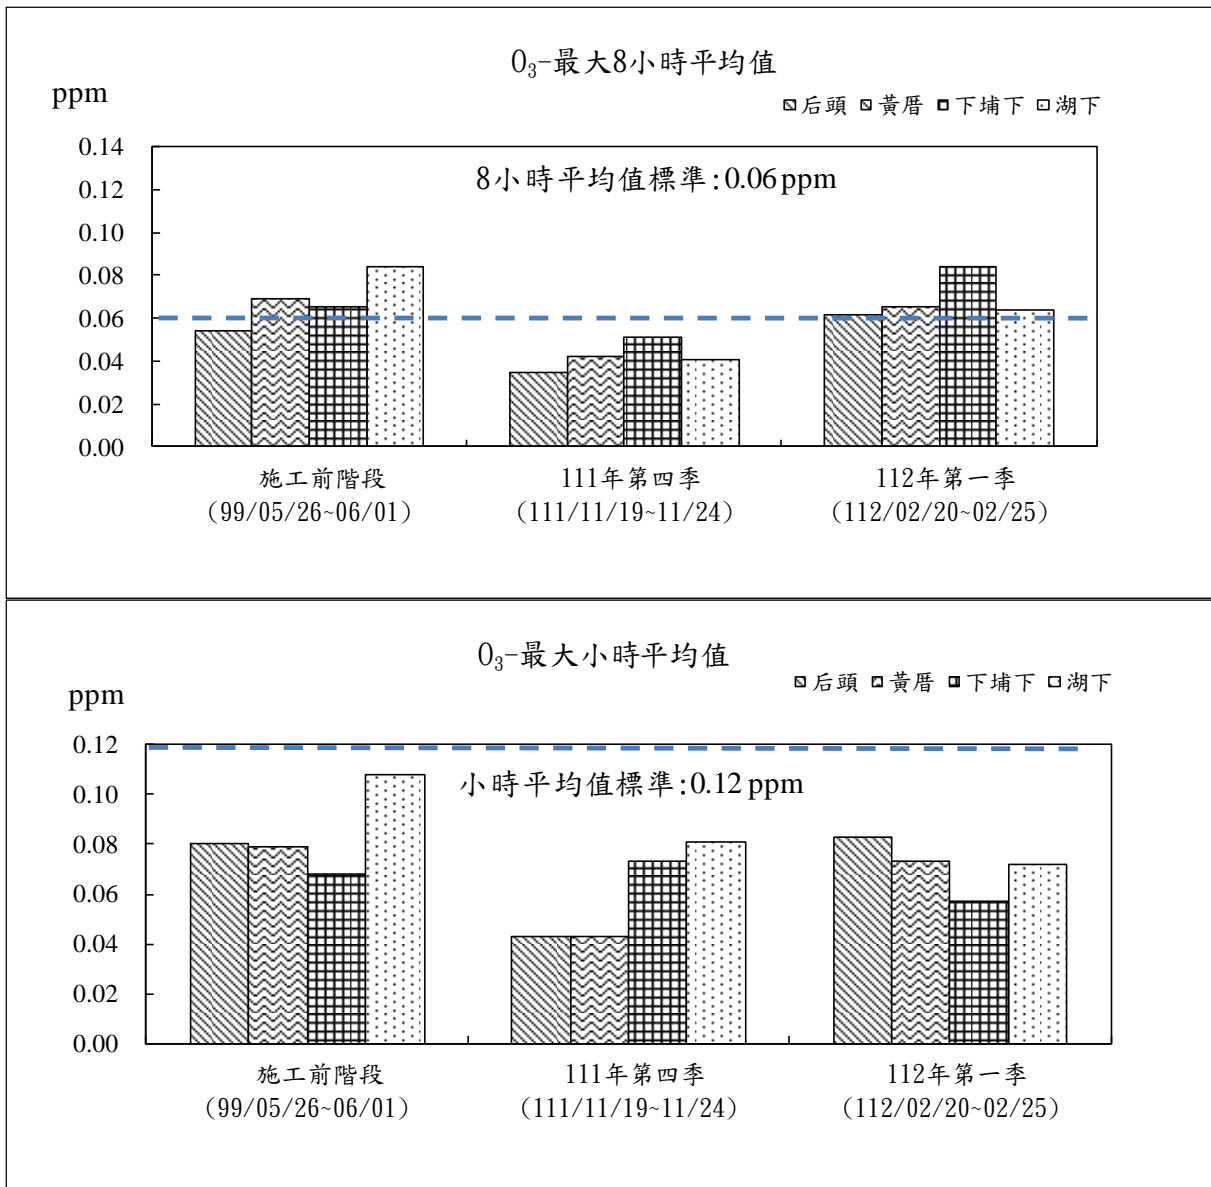 O₃-最大8小時平均值
ppm
后頭 黃厝 下埔下 湖下
8小時平均值標準:0.06 ppm
0.14
0.12
0.10
0.08
0.06
0.04
0.02
0.00
施工前階段 111年第四季 112年第一季
(99/05/26~06/01) (111/11/19~11/24) (112/02/20~02/25)
O₃-最大小時平均值
ppm
后頭 黃厝 下埔下 湖下
小時平均值標準:0.12 ppm
0.12
0.10
0.08
0.06
0.04
0.02
0.00
施工前階段 111年第四季 112年第一季
(99/05/26~06/01) (111/11/19~11/24) (112/02/20~02/25)